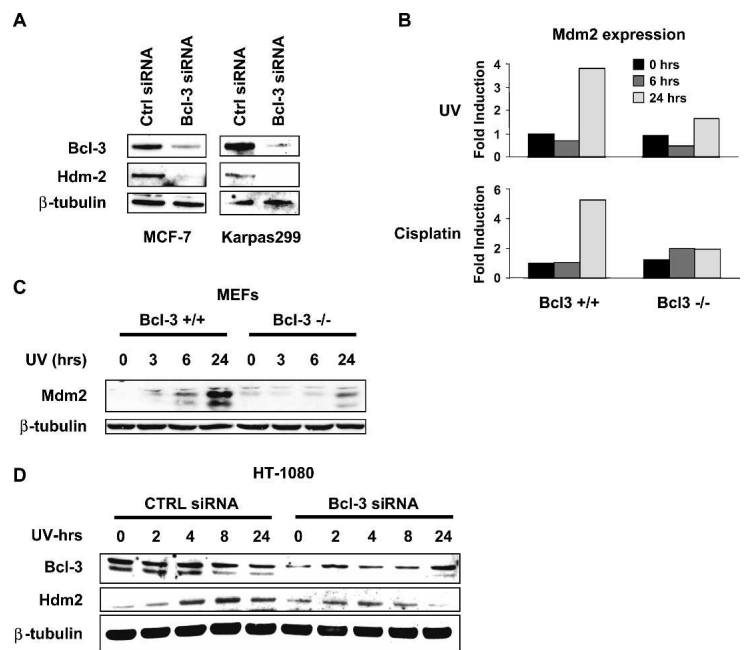 A
Ctrl siRNA
Bcl-3 siRNA
Ctrl siRNA
Bcl-3 siRNA
Bcl-3
Hdm-2
β-tubulin
MCF-7 Karpas299
B
Mdm2 expression
UV
Fold Induction
4
3
2
1
0
0 hrs
6 hrs
24 hrs
Cisplatin
Fold Induction
6
4
2
0
Bcl3 +/+ Bcl3 -/-
C
MEFs
Bcl-3 +/+ Bcl-3 -/-
UV (hrs) 0 3 6 24 0 3 6 24
Mdm2
β-tubulin
D
HT-1080
CTRL siRNA Bcl-3 siRNA
UV-hrs 0 2 4 8 24 0 2 4 8 24
Bcl-3
Hdm2
β-tubulin